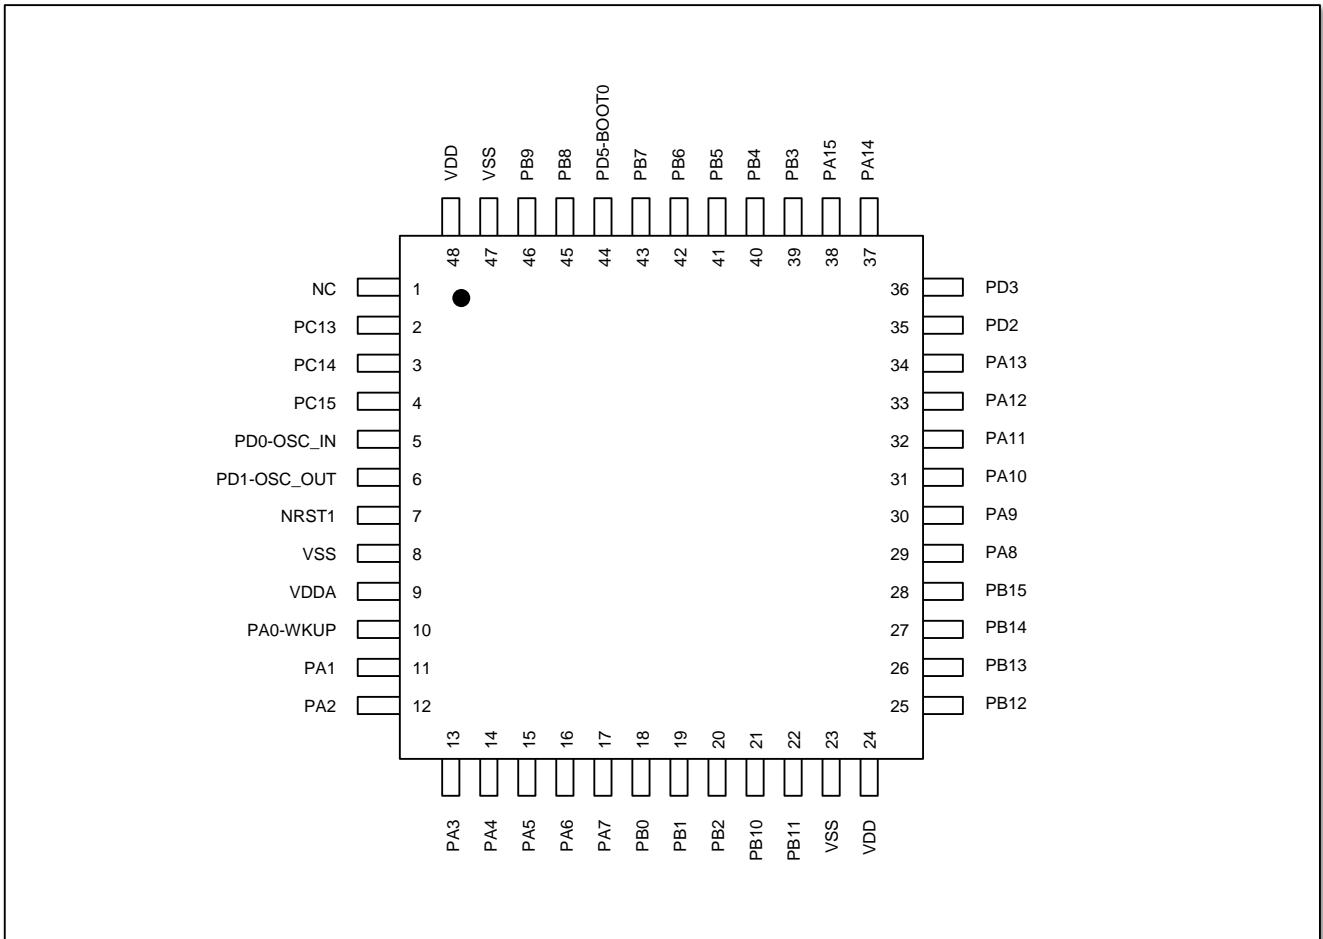 VDD VSS PB9 PB8 PD5-BOOT0 PB7 PB6 PB5 PB4 PB3 PA15 PA14
48 47 46 45 44 43 42 41 40 39 38 37
NC 1 36 PD3
PC13 2 35 PD2
PC14 3 34 PA13
PC15 4 33 PA12
PD0-OSC_IN 5 32 PA11
PD1-OSC_OUT 6 31 PA10
NRST1 7 30 PA9
VSS 8 29 PA8
VDDA 9 28 PB15
PA0-WKUP 10 27 PB14
PA1 11 26 PB13
PA2 12 25 PB12
13 14 15 16 17 18 19 20 21 22 23 24
PA3 PA4 PA5 PA6 PA7 PB0 PB1 PB2 PB10 PB11 VSS VDD